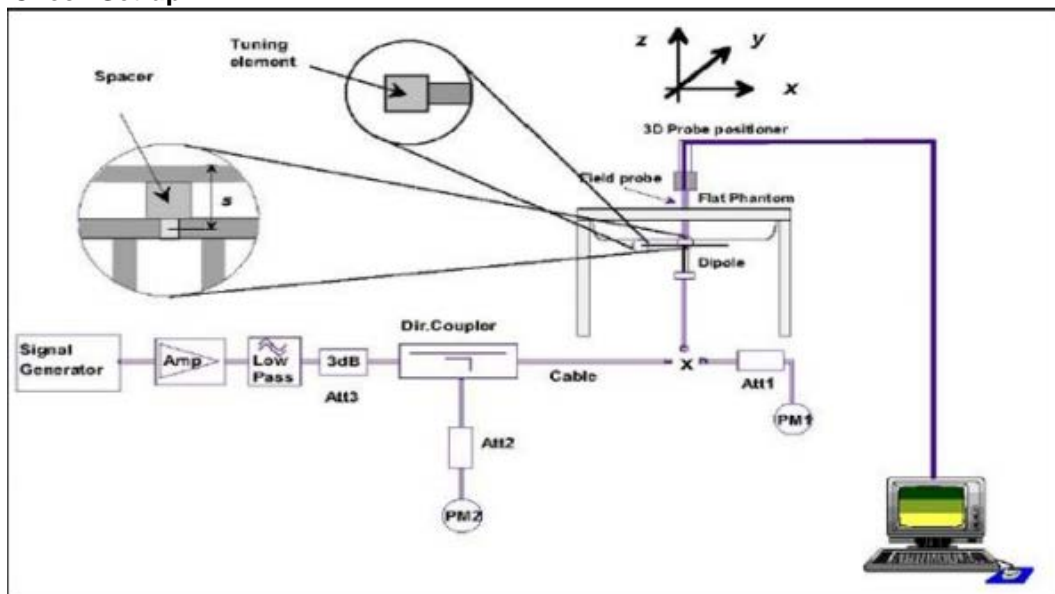 Tuning
element
Spacer
z
y
x
3D Probe positioner
Field probe
Flat Phantom
s
Dipole
Dir.Coupler
Signal
Generator
Amp
Low
Pass
3dB
Att3
Cable
x
Att1
PM1
Att2
PM2